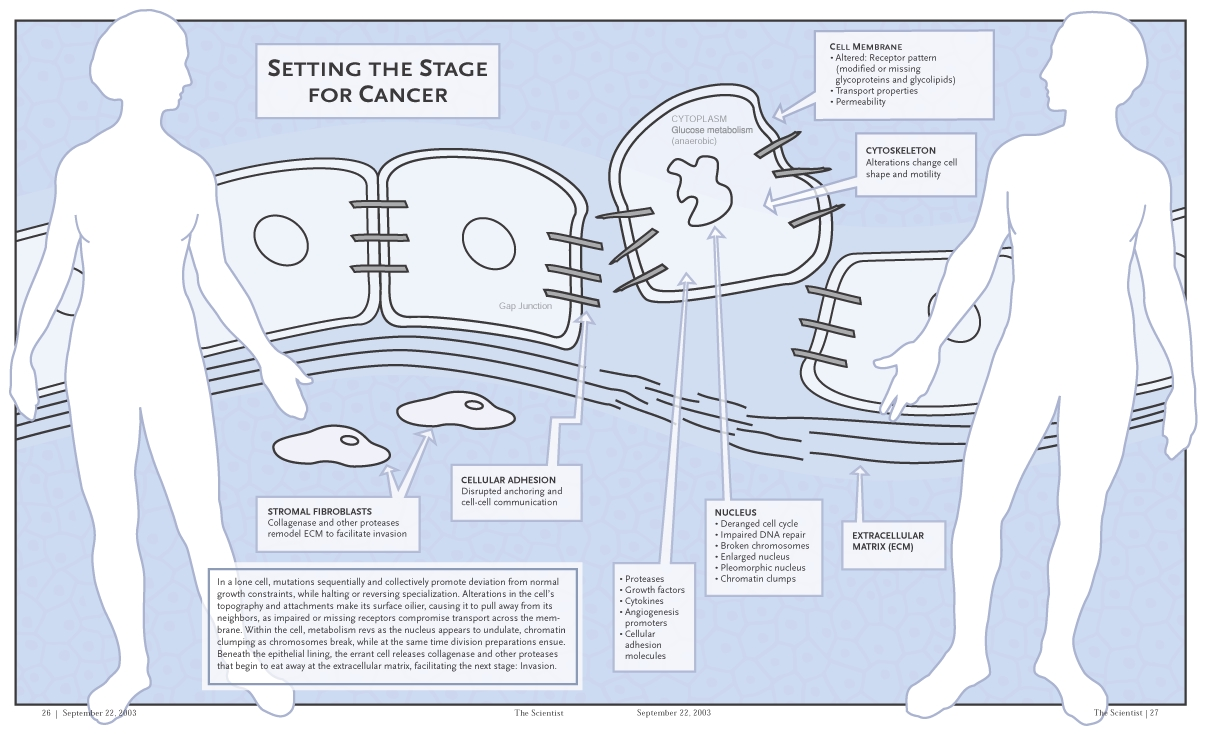 SETTING THE STAGE
FOR CANCER
CELL MEMBRANE
• Altered: Receptor pattern
(modified or missing
glycoproteins and glycolipids)
• Transport properties
• Permeability
CYTOPLASM
Glucose metabolism
(anaerobic)
CYTOSKELETON
Alterations change cell
shape and motility
Gap Junction
CELLULAR ADHESION
Disrupted anchoring and
cell-cell communication
STROMAL FIBROBLASTS
Collagenase and other proteases
remodel ECM to facilitate invasion
NUCLEUS
• Deranged cell cycle
• Impaired DNA repair
• Broken chromosomes
• Enlarged nucleus
• Pleomorphic nucleus
• Chromatin clumps
EXTRACELLULAR
MATRIX (ECM)
• Proteases
• Growth factors
• Cytokines
• Angiogenesis
promoters
• Cellular
adhesion
molecules
In a lone cell, mutations sequentially and collectively promote deviation from normal
growth constraints, while halting or reversing specialization. Alterations in the cell's
topography and attachments make its surface oilier, causing it to pull away from its
neighbors, as impaired or missing receptors compromise transport across the mem-
brane. Within the cell, metabolism revs as the nucleus appears to undulate, chromatin
clumping as chromosomes break, while at the same time division preparations ensue.
Beneath the epithelial lining, the errant cell releases collagenase and other proteases
that begin to eat away at the extracellular matrix, facilitating the next stage: Invasion.
26 | September 22, 2003
The Scientist
September 22, 2003
The Scientist | 27